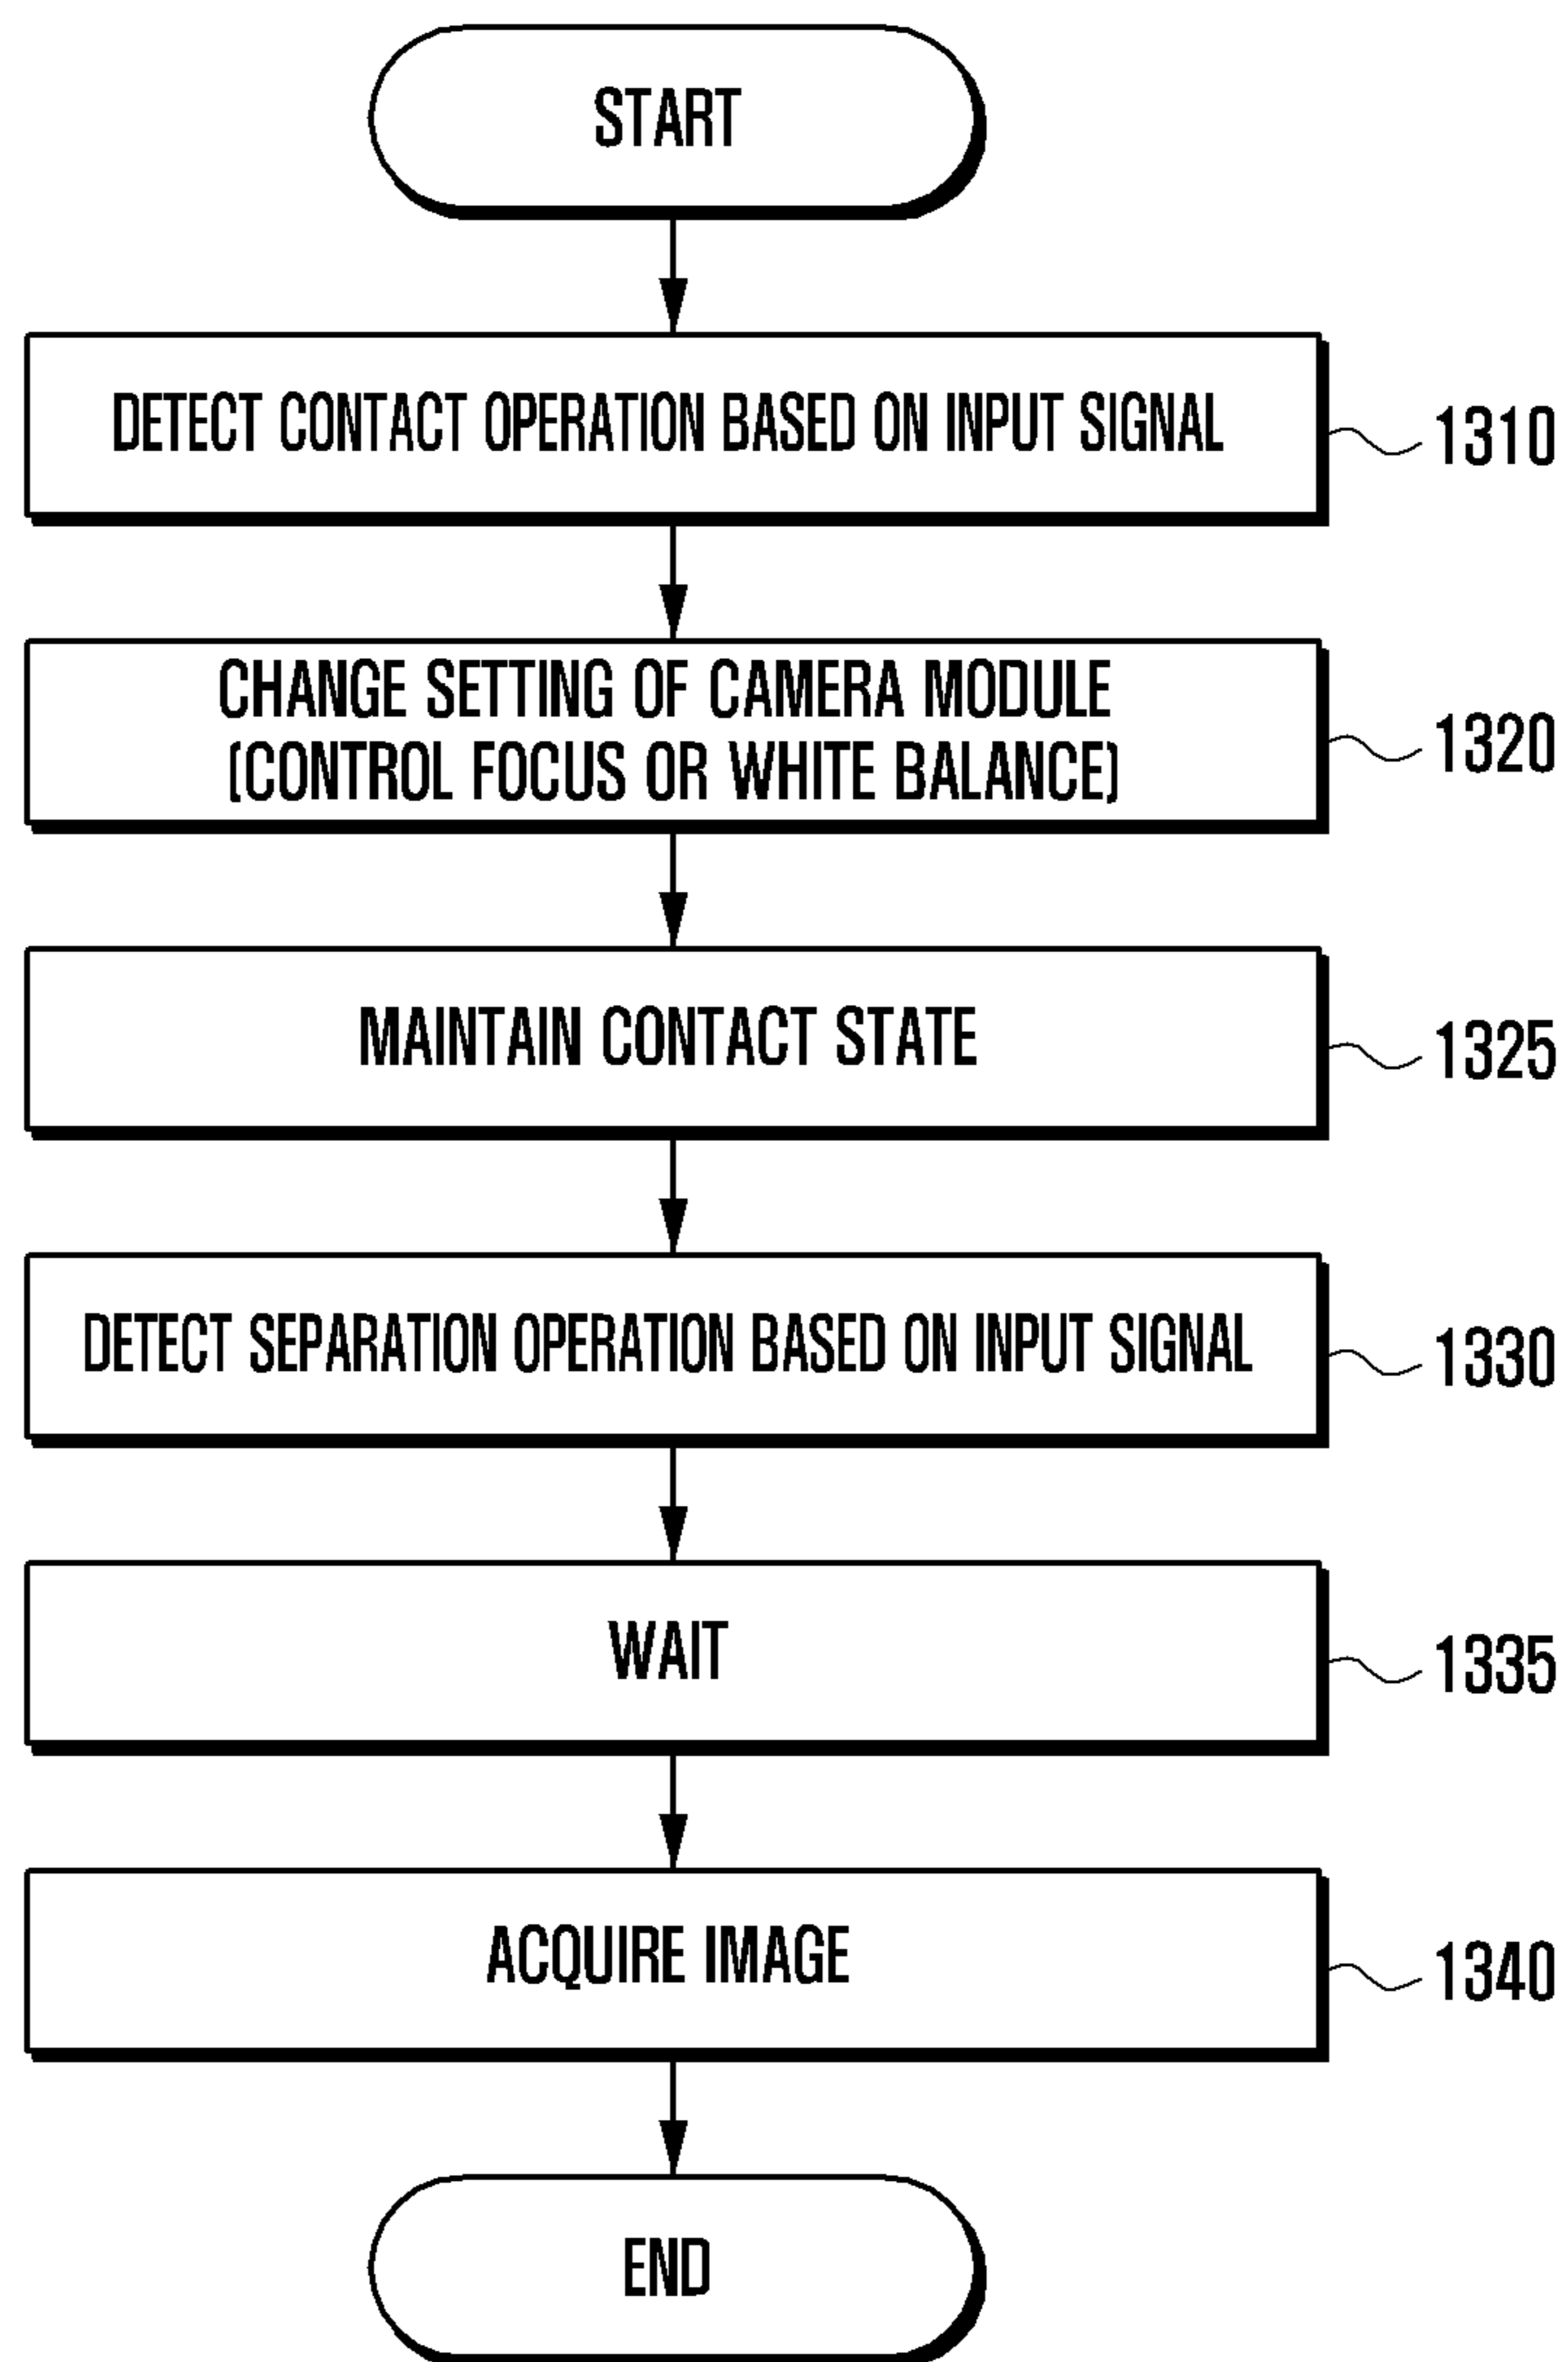 START
DETECT CONTACT OPERATION BASED ON INPUT SIGNAL
1310
CHANGE SETTING OF CAMERA MODULE
(CONTROL FOCUS OR WHITE BALANCE)
1320
MAINTAIN CONTACT STATE
1325
DETECT SEPARATION OPERATION BASED ON INPUT SIGNAL
1330
WAIT
1335
ACQUIRE IMAGE
1340
END